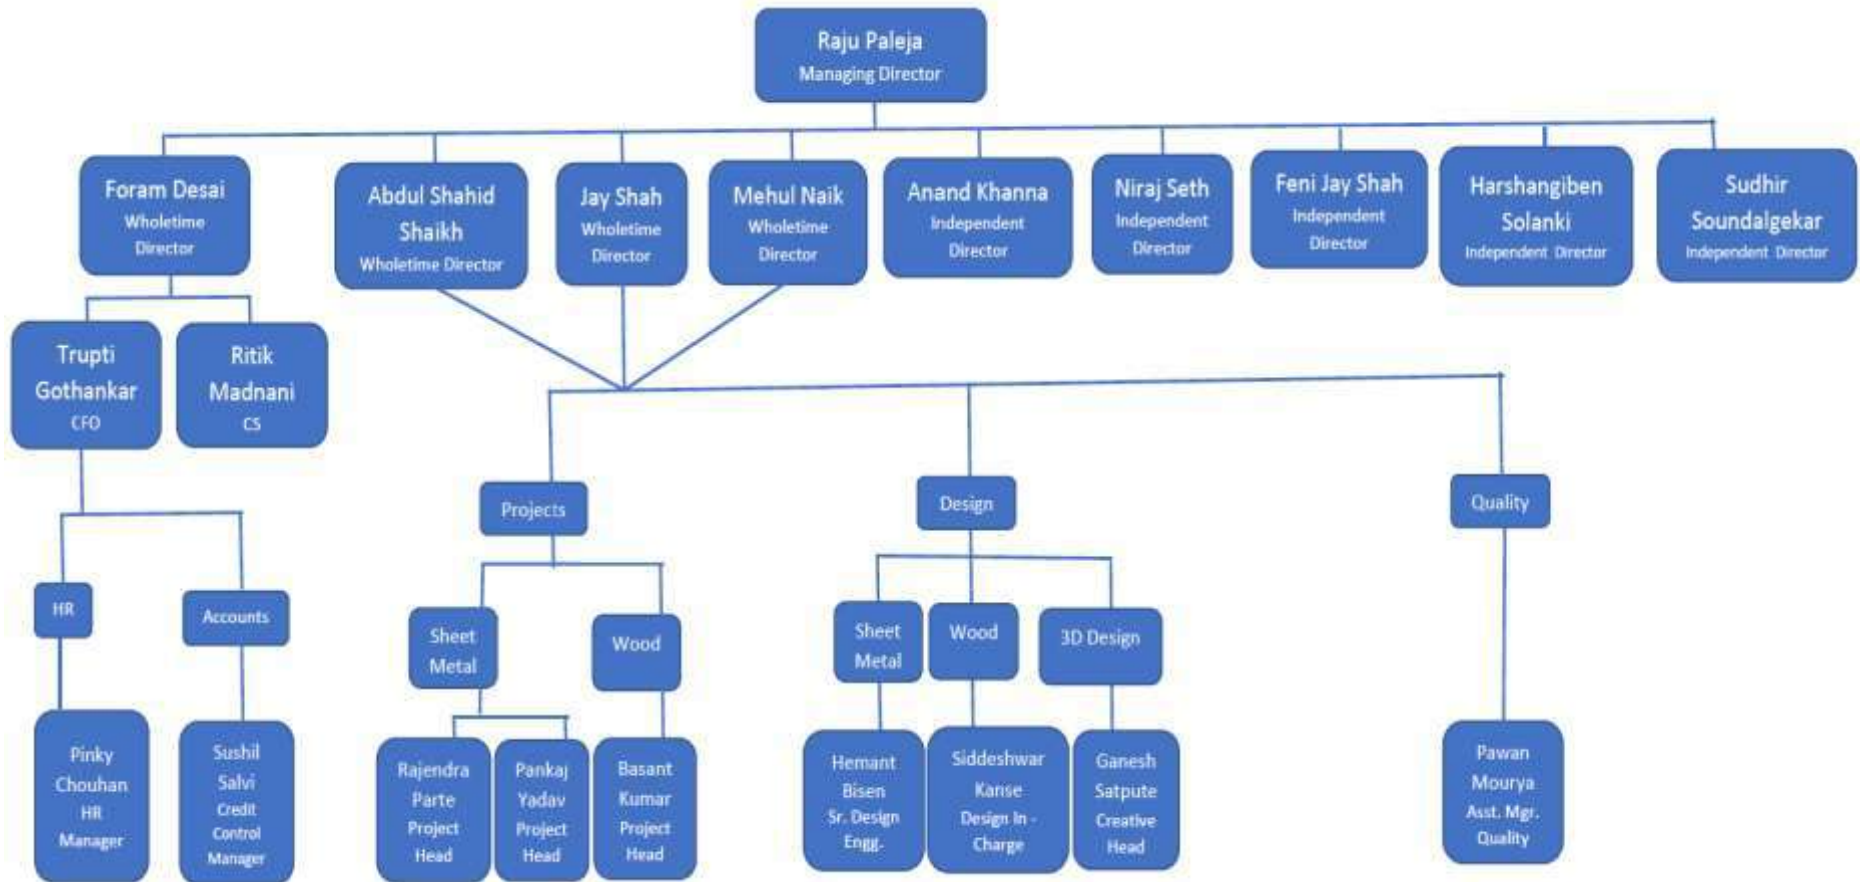 Raju Paleja
Managing Director
Foram Desai
Wholetime
Director
Abdul Shahid
Shaikh
Wholetime Director
Jay Shah
Wholetime
Director
Mehul Naik
Wholetime
Director
Anand Khanna
Independent
Director
Niraj Seth
Independent
Director
Feni Jay Shah
Independent
Director
Harshangiben
Solanki
Independent Director
Sudhir
Soundalgekar
Independent Director
Trupti
Gothankar
CFO
Ritik
Madnani
CS
Projects
Design
Quality
HR
Accounts
Sheet
Metal
Wood
Sheet
Metal
Wood
3D Design
Pinky
Chouhan
HR
Manager
Sushil
Salvi
Credit
Control
Manager
Rajendra
Parte
Project
Head
Pankaj
Yadav
Project
Head
Basant
Kumar
Project
Head
Hemant
Bisen
Sr. Design
Engg.
Siddeshwar
Kanse
Design In -
Charge
Ganesh
Satpute
Creative
Head
Pawan
Mourya
Asst. Mgr.
Quality